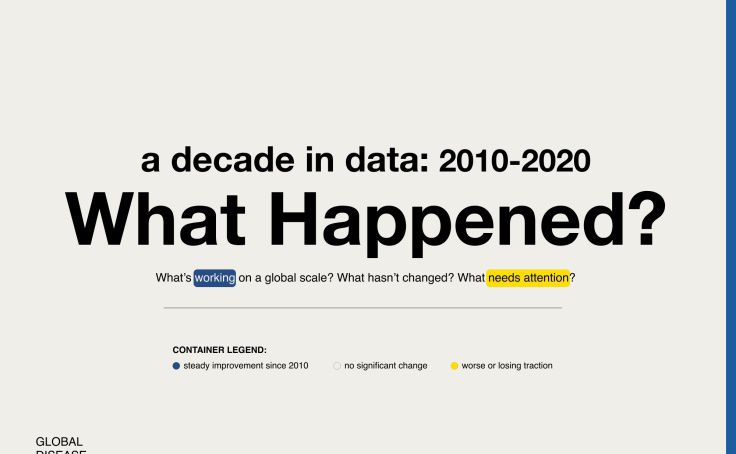 a decade in data: 2010-2020
What Happened?
What's working on a global scale? What hasn't changed? What needs attention?
CONTAINER LEGEND:
steady improvement since 2010 no significant change worse or losing traction
GLOBAL
DISEASE